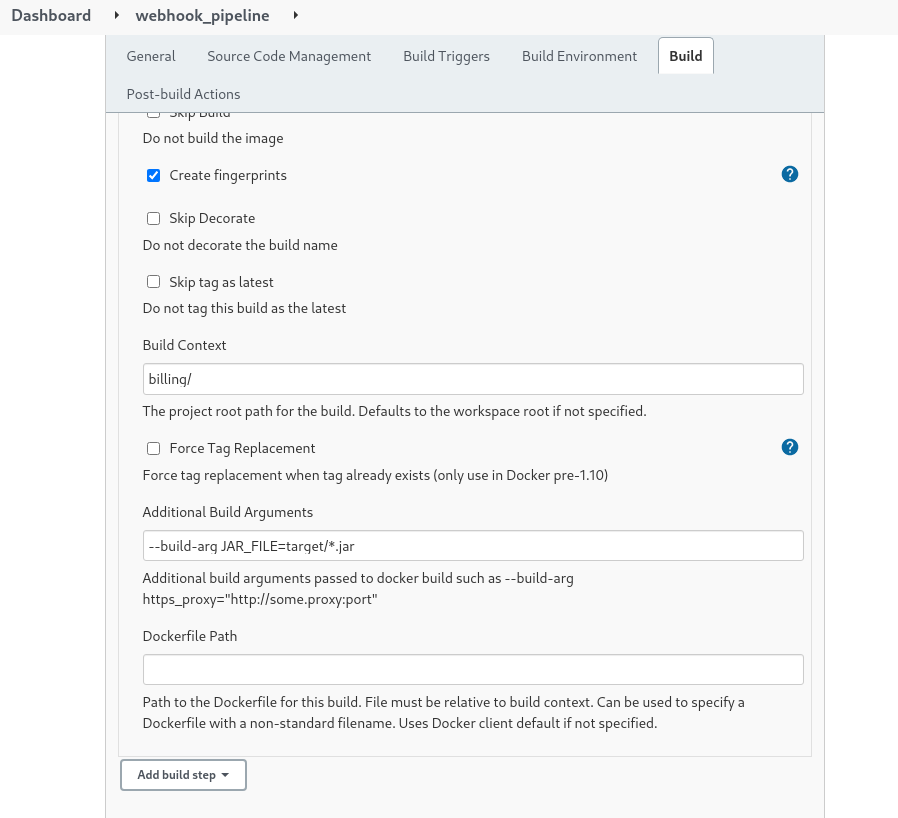 Dashboard webhook_pipeline
General Source Code Management Build Triggers Build Environment Build
Post-build Actions
Skip Build
Do not build the image
Create fingerprints ?
Skip Decorate
Do not decorate the build name
Skip tag as latest
Do not tag this build as the latest
Build Context
billing/
The project root path for the build. Defaults to the workspace root if not specified.
Force Tag Replacement ?
Force tag replacement when tag already exists (only use in Docker pre-1.10)
Additional Build Arguments
--build-arg JAR_FILE=target/*.jar
Additional build arguments passed to docker build such as --build-arg
https_proxy="http://some.proxy:port"
Dockerfile Path
Path to the Dockerfile for this build. File must be relative to build context. Can be used to specify a
Dockerfile with a non-standard filename. Uses Docker client default if not specified.
Add build step